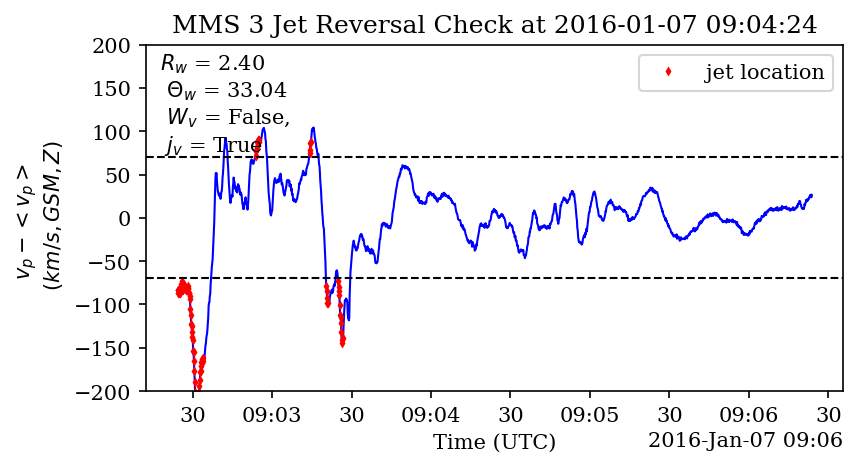 MMS 3 Jet Reversal Check at 2016-01-07 09:04:24
R_w = 2.40
Θ_w = 33.04
W_v = False,
j_v = True
jet location
v_p − < v_p >
(km/s, GSM, Z)
200
150
100
50
0
−50
−100
−150
−200
30 09:03 30 09:04 30 09:05 30 09:06 30
Time (UTC)
2016-Jan-07 09:06